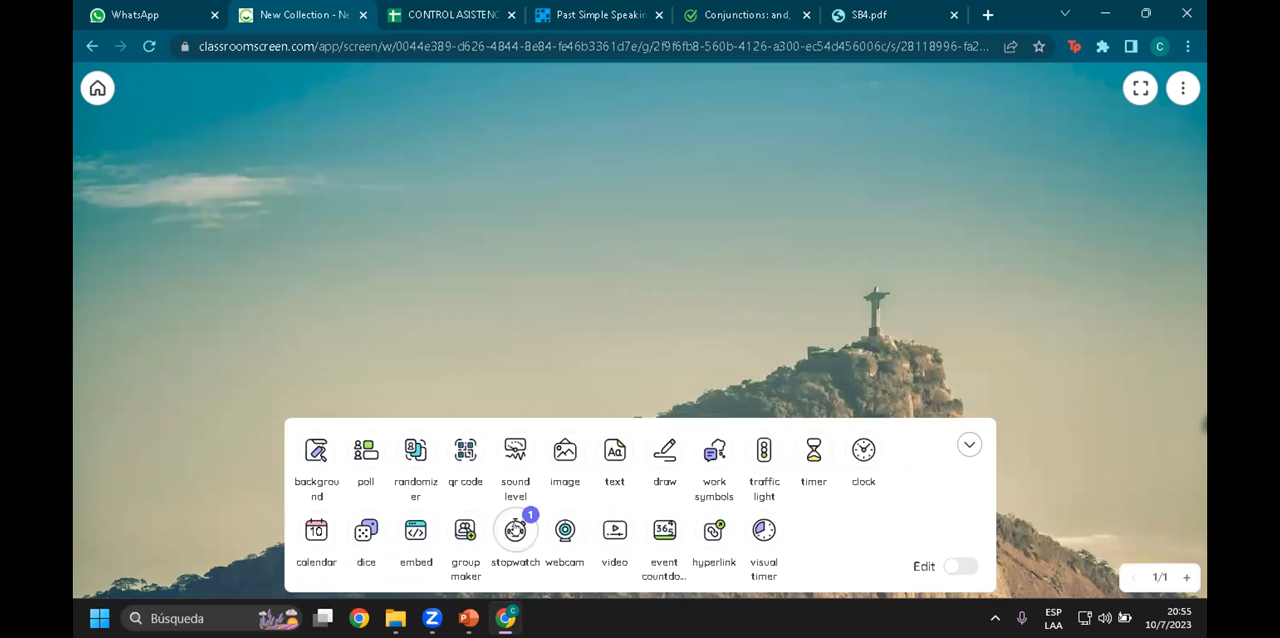 WhatsApp
New Collection - Ne
CONTROL ASISTENC
Past Simple Speakin
Conjunctions: and,
SB4.pdf
classroomscreen.com/app/screen/w/0044e389-d626-4844-8e84-fe46b3361d7e/g/2f9f6fb8-560b-4126-a300-ec54d456006c/s/28118996-fa2...
Tp
C
backgrou
nd
poll
randomiz
er
qr code
sound
level
image
text
draw
work
symbols
traffic
light
timer
clock
calendar
dice
embed
group
maker
1
stopwatch
webcam
video
event
countdo...
hyperlink
visual
timer
Edit
1/1
Búsqueda
ESP
LAA
20:55
10/7/2023